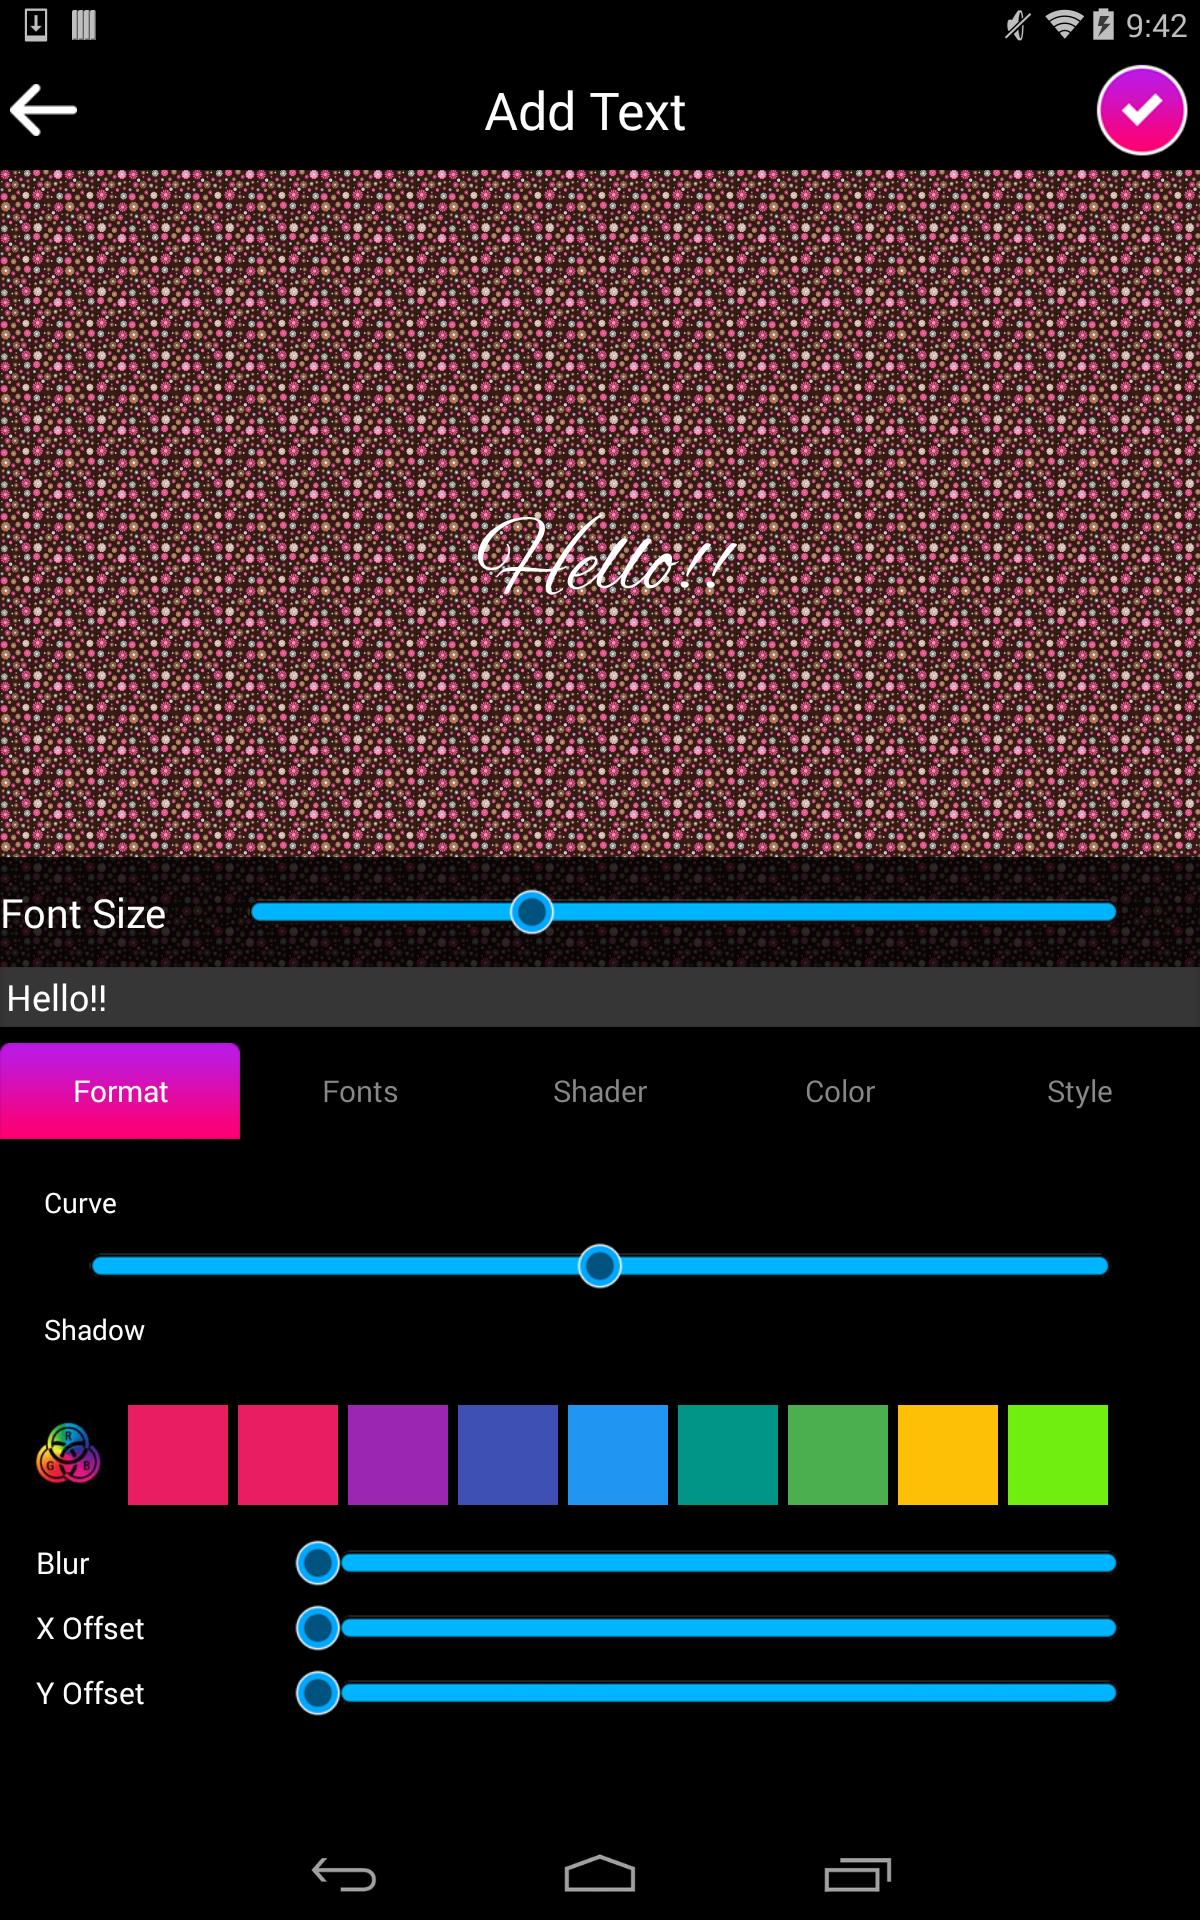 9:42
Add Text
Hello!!
Font Size
Hello!!
Format Fonts Shader Color Style
Curve
Shadow
R
G B
Blur
X Offset
Y Offset